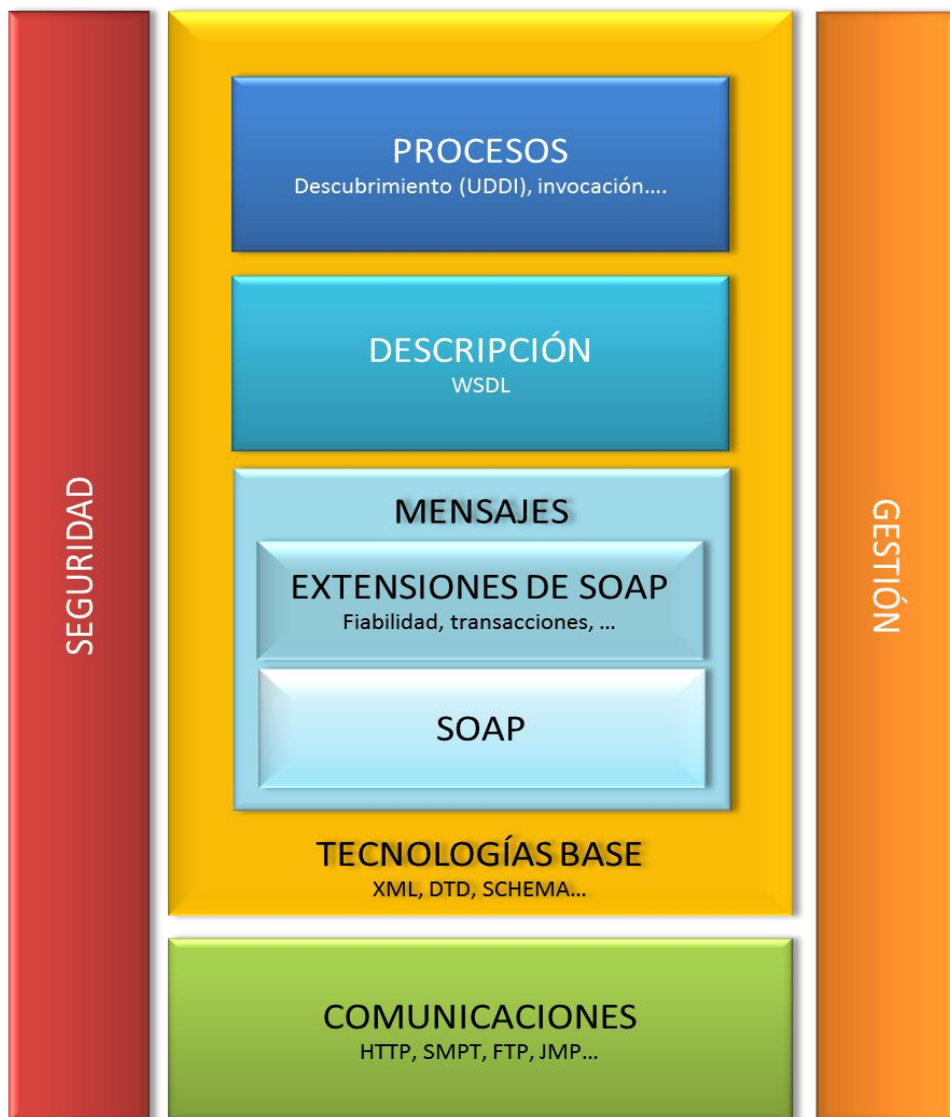 SEGURIDAD
PROCESOS
Descubrimiento (UDDI), invocación....
DESCRIPCIÓN
WSDL
MENSAJES
EXTENSIONES DE SOAP
Fiabilidad, transacciones, ...
SOAP
TECNOLOGÍAS BASE
XML, DTD, SCHEMA...
COMUNICACIONES
HTTP, SMPT, FTP, JMP...
GESTIÓN